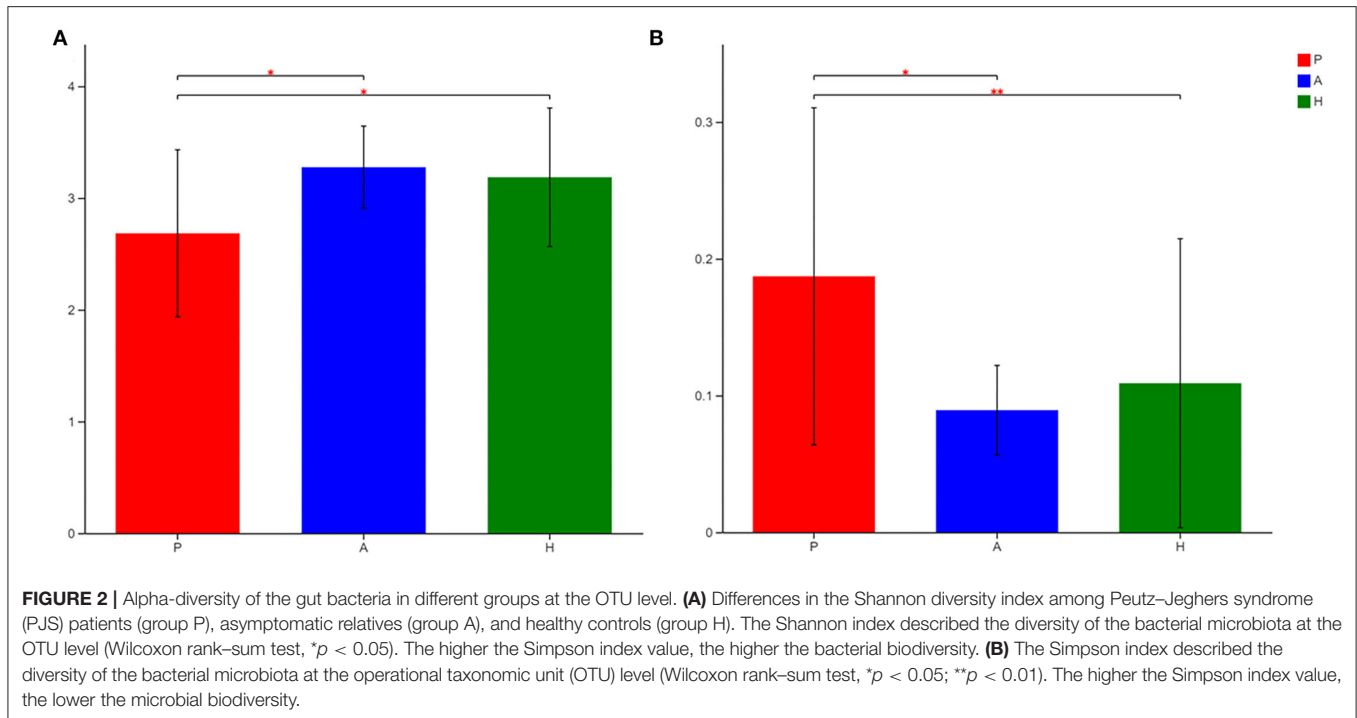 A
*
*
4
3
2
1
0
P
A
H
B
*
**
0.3
0.2
0.1
0
P
A
H
P
A
H
FIGURE 2 | Alpha-diversity of the gut bacteria in different groups at the OTU level. (A) Differences in the Shannon diversity index among Peutz–Jeghers syndrome
(PJS) patients (group P), asymptomatic relatives (group A), and healthy controls (group H). The Shannon index described the diversity of the bacterial microbiota at the
OTU level (Wilcoxon rank–sum test, *p < 0.05). The higher the Simpson index value, the higher the bacterial biodiversity. (B) The Simpson index described the
diversity of the bacterial microbiota at the operational taxonomic unit (OTU) level (Wilcoxon rank–sum test, *p < 0.05; **p < 0.01). The higher the Simpson index value,
the lower the microbial biodiversity.